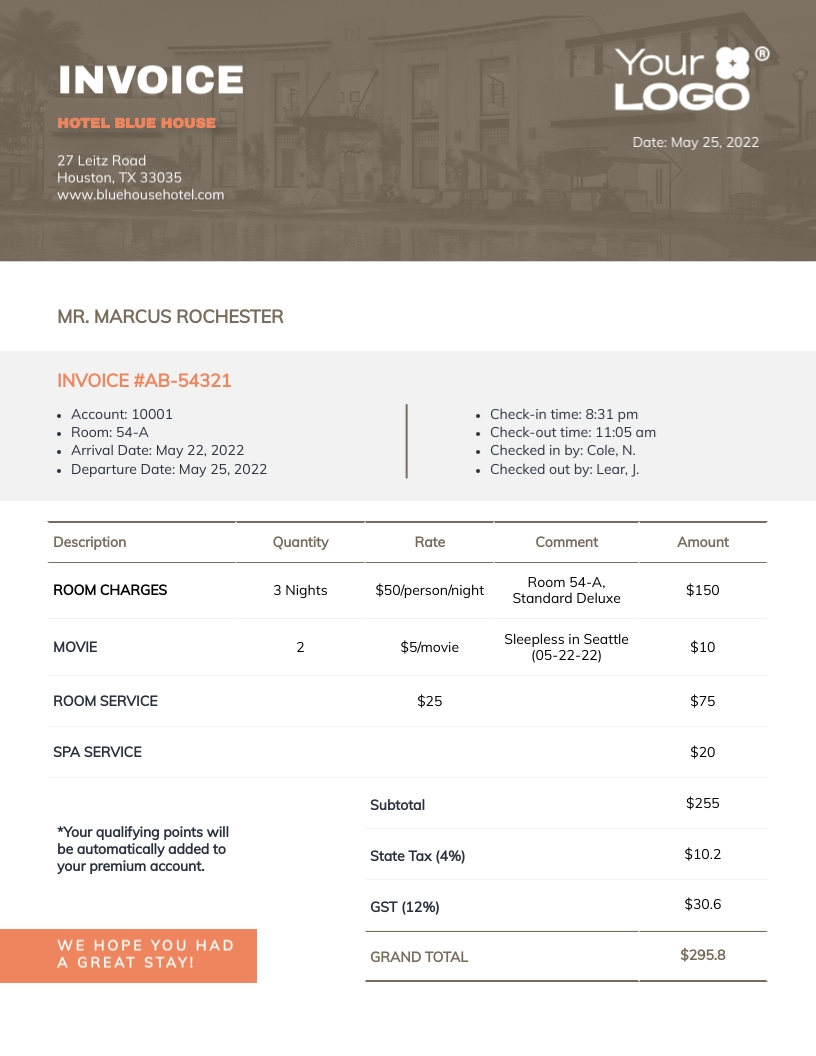 INVOICE
HOTEL BLUE HOUSE
27 Leitz Road
Houston, TX 33035
www.bluehousehotel.com
Your
LOGO
®
Date: May 25, 2022
MR. MARCUS ROCHESTER
INVOICE #AB-54321
• Account: 10001
• Room: 54-A
• Arrival Date: May 22, 2022
• Departure Date: May 25, 2022
• Check-in time: 8:31 pm
• Check-out time: 11:05 am
• Checked in by: Cole, N.
• Checked out by: Lear, J.
Description Quantity Rate Comment Amount
ROOM CHARGES 3 Nights $50/person/night Room 54-A, $150
Standard Deluxe
MOVIE 2 $5/movie Sleepless in Seattle $10
(05-22-22)
ROOM SERVICE $25 $75
SPA SERVICE $20
Subtotal $255
State Tax (4%) $10.2
GST (12%) $30.6
GRAND TOTAL $295.8
*Your qualifying points will
be automatically added to
your premium account.
WE HOPE YOU HAD
A GREAT STAY!